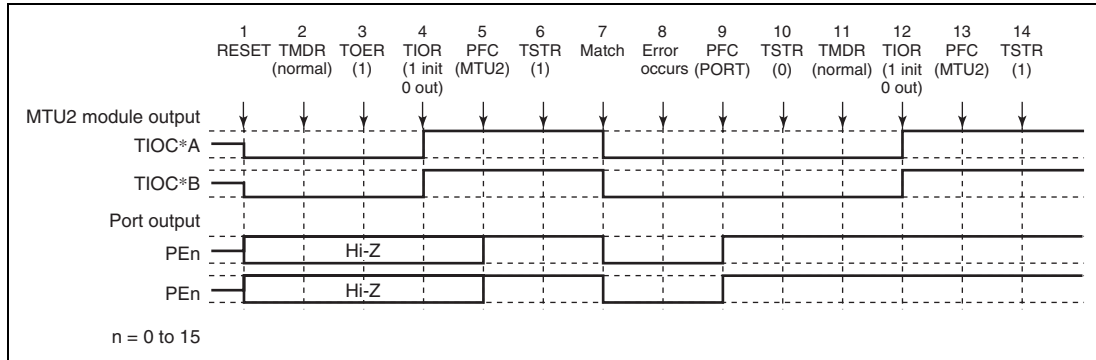 1 2 3 4 5 6 7 8 9 10 11 12 13 14
RESET TMDR TOER TIOR PFC TSTR Match Error PFC TSTR TMDR TIOR PFC TSTR
(normal) (1) (1 init (MTU2) (1) occurs (PORT) (0) (normal) (1 init (MTU2) (1)
0 out) 0 out)
MTU2 module output
TIOC*A
TIOC*B
Port output
PEn Hi-Z
PEn Hi-Z
n = 0 to 15